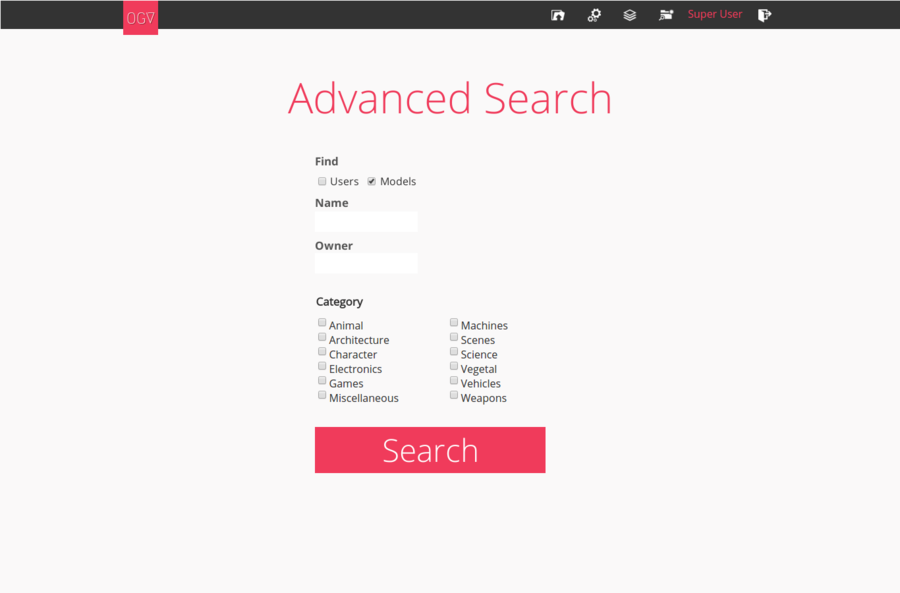 OGV
Super User
Advanced Search
Find
Users Models
Name
Owner
Category
Animal Machines
Architecture Scenes
Character Science
Electronics Vegetal
Games Vehicles
Miscellaneous Weapons
Search